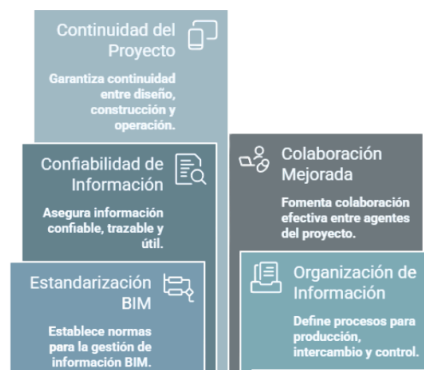 Continuidad del
Proyecto
Garantiza continuidad
entre diseño,
construcción y
operación.
Confiabilidad de
Información
Asegura información
confiable, trazable y
útil.
Estandarización
BIM
Establece normas
para la gestión de
información BIM.
Colaboración
Mejorada
Fomenta colaboración
efectiva entre agentes
del proyecto.
Organización de
Información
Define procesos para
producción,
intercambio y control.